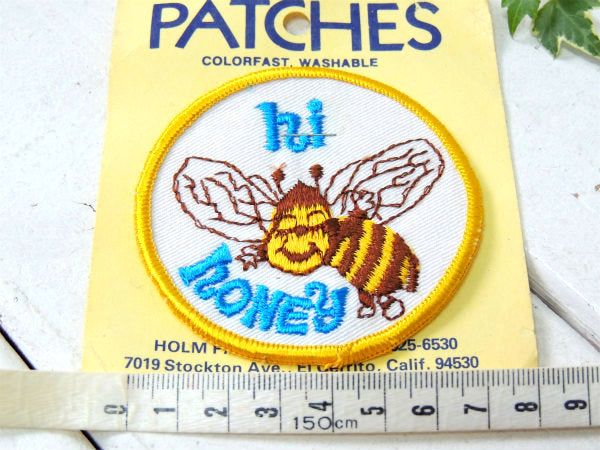 PATCHES
COLORFAST, WASHABLE
hi
honey
HOLM 25-6530
7019 Stockton Ave., El Cerrito, Calif. 94530
0 1 2 3 4 5 6 7 8 9
150cm